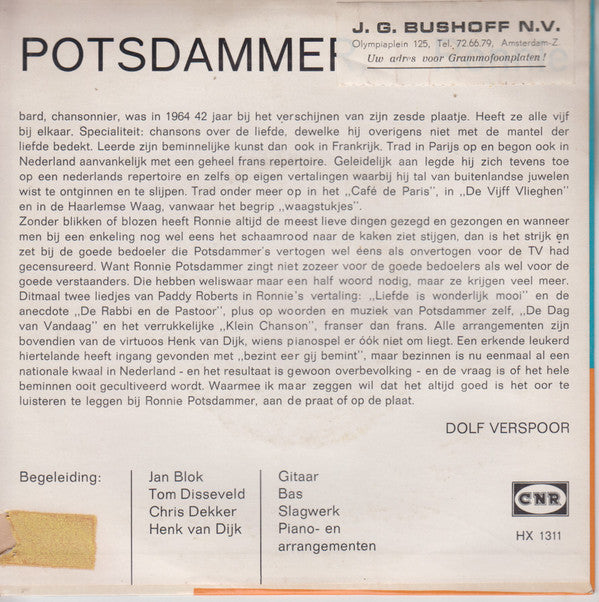 POTSDAMMER
J. G. BUSHOFF N.V.
Olympiaplein 125, Tel. 72.66.79, Amsterdam-Z.
Uw adres voor Grammofoonplaten!
bard, chansonnier, was in 1964 42 jaar bij het verschijnen van zijn zesde plaatje. Heeft ze alle vijf
bij elkaar. Specialiteit: chansons over de liefde, dewelke hij overigens niet met de mantel der
liefde bedekt. Leerde zijn beminnelijke kunst dan ook in Frankrijk. Trad in Parijs op en begon ook in
Nederland aanvankelijk met een geheel frans repertoire. Geleidelijk aan legde hij zich tevens toe
op een nederlands repertoire en zelfs op eigen vertalingen waarbij hij tal van buitenlandse juwelen
wist te ontginnen en te slijpen. Trad onder meer op in het „Café de Paris”, in „De Vijff Vlieghen”
en in de Haarlemse Waag, vanwaar het begrip „waagstukjes”.
Zonder blikken of blozen heeft Ronnie altijd de meest lieve dingen gezegd en gezongen en wanneer
men bij een enkeling nog wel eens het schaamrood naar de kaken ziet stijgen, dan is het strijk en
zet bij de goede bedoeler die Potsdammer's vertogen wel éens als onvertogen voor de TV had
gecensureerd. Want Ronnie Potsdammer zingt niet zozeer voor de goede bedoelers als wel voor de
goede verstaanders. Die hebben weliswaar maar een half woord nodig, maar ze krijgen veel meer.
Ditmaal twee liedjes van Paddy Roberts in Ronnie's vertaling: „Liefde is wonderlijk mooi” en de
anecdote „De Rabbi en de Pastoor”, plus op woorden en muziek van Potsdammer zelf, „De Dag
van Vandaag” en het verrukkelijke „Klein Chanson”, franser dan frans. Alle arrangementen zijn
bovendien van de virtuoos Henk van Dijk, wiens pianospel er óók niet om liegt. Een erkende leukerd
hiertelande heeft ingang gevonden met „bezint eer gij bemint”, maar bezinnen is nu eenmaal al een
nationale kwaal in Nederland - en het resultaat is gewoon overbevolking - en de vraag is of het hele
beminnen ooit gecultiveerd wordt. Waarmee ik maar zeggen wil dat het altijd goed is het oor te
luisteren te leggen bij Ronnie Potsdammer, aan de praat of op de plaat.
DOLF VERSPOOR
Begeleiding: Jan Blok Gitaar
Tom Disseveld Bas
Chris Dekker Slagwerk
Henk van Dijk Piano- en
arrangementen
CNR
HX 1311